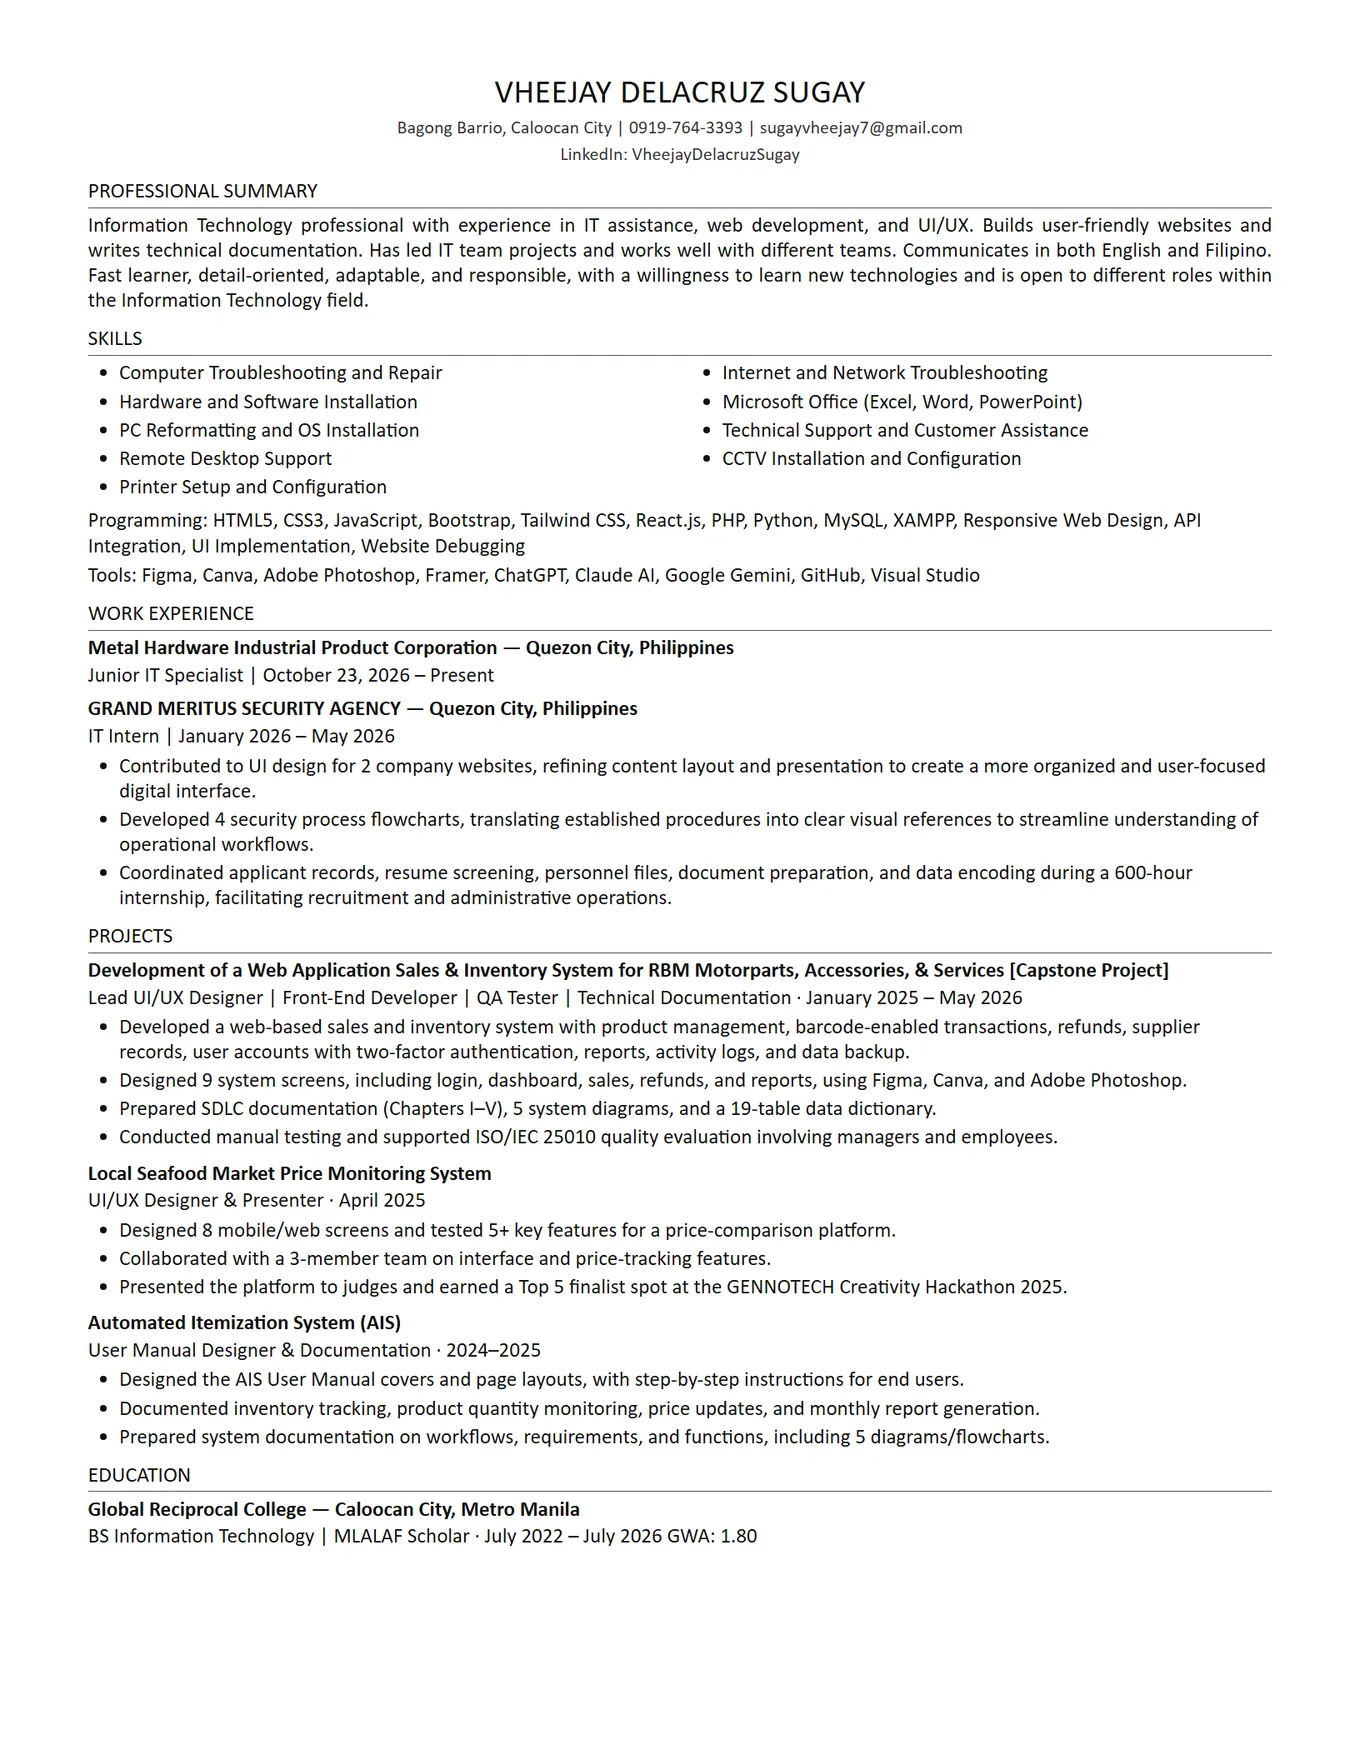 VHEEJAY DELACRUZ SUGAY
Bagong Barrio, Caloocan City | 0919-764-3393 | sugayvheejay7@gmail.com
LinkedIn: VheejayDelacruzSugay
PROFESSIONAL SUMMARY
Information Technology professional with experience in IT assistance, web development, and UI/UX. Builds user-friendly websites and
writes technical documentation. Has led IT team projects and works well with different teams. Communicates in both English and Filipino.
Fast learner, detail-oriented, adaptable, and responsible, with a willingness to learn new technologies and is open to different roles within
the Information Technology field.
SKILLS
• Computer Troubleshooting and Repair
• Hardware and Software Installation
• PC Reformatting and OS Installation
• Remote Desktop Support
• Printer Setup and Configuration
• Internet and Network Troubleshooting
• Microsoft Office (Excel, Word, PowerPoint)
• Technical Support and Customer Assistance
• CCTV Installation and Configuration
Programming: HTML5, CSS3, JavaScript, Bootstrap, Tailwind CSS, React.js, PHP, Python, MySQL, XAMPP, Responsive Web Design, API
Integration, UI Implementation, Website Debugging
Tools: Figma, Canva, Adobe Photoshop, Framer, ChatGPT, Claude AI, Google Gemini, GitHub, Visual Studio
WORK EXPERIENCE
Metal Hardware Industrial Product Corporation — Quezon City, Philippines
Junior IT Specialist | October 23, 2026 – Present
GRAND MERITUS SECURITY AGENCY — Quezon City, Philippines
IT Intern | January 2026 – May 2026
• Contributed to UI design for 2 company websites, refining content layout and presentation to create a more organized and user-focused
digital interface.
• Developed 4 security process flowcharts, translating established procedures into clear visual references to streamline understanding of
operational workflows.
• Coordinated applicant records, resume screening, personnel files, document preparation, and data encoding during a 600-hour
internship, facilitating recruitment and administrative operations.
PROJECTS
Development of a Web Application Sales & Inventory System for RBM Motorparts, Accessories, & Services [Capstone Project]
Lead UI/UX Designer | Front-End Developer | QA Tester | Technical Documentation · January 2025 – May 2026
• Developed a web-based sales and inventory system with product management, barcode-enabled transactions, refunds, supplier
records, user accounts with two-factor authentication, reports, activity logs, and data backup.
• Designed 9 system screens, including login, dashboard, sales, refunds, and reports, using Figma, Canva, and Adobe Photoshop.
• Prepared SDLC documentation (Chapters I–V), 5 system diagrams, and a 19-table data dictionary.
• Conducted manual testing and supported ISO/IEC 25010 quality evaluation involving managers and employees.
Local Seafood Market Price Monitoring System
UI/UX Designer & Presenter · April 2025
• Designed 8 mobile/web screens and tested 5+ key features for a price-comparison platform.
• Collaborated with a 3-member team on interface and price-tracking features.
• Presented the platform to judges and earned a Top 5 finalist spot at the GENNOTECH Creativity Hackathon 2025.
Automated Itemization System (AIS)
User Manual Designer & Documentation · 2024–2025
• Designed the AIS User Manual covers and page layouts, with step-by-step instructions for end users.
• Documented inventory tracking, product quantity monitoring, price updates, and monthly report generation.
• Prepared system documentation on workflows, requirements, and functions, including 5 diagrams/flowcharts.
EDUCATION
Global Reciprocal College — Caloocan City, Metro Manila
BS Information Technology | MLALAF Scholar · July 2022 – July 2026 GWA: 1.80